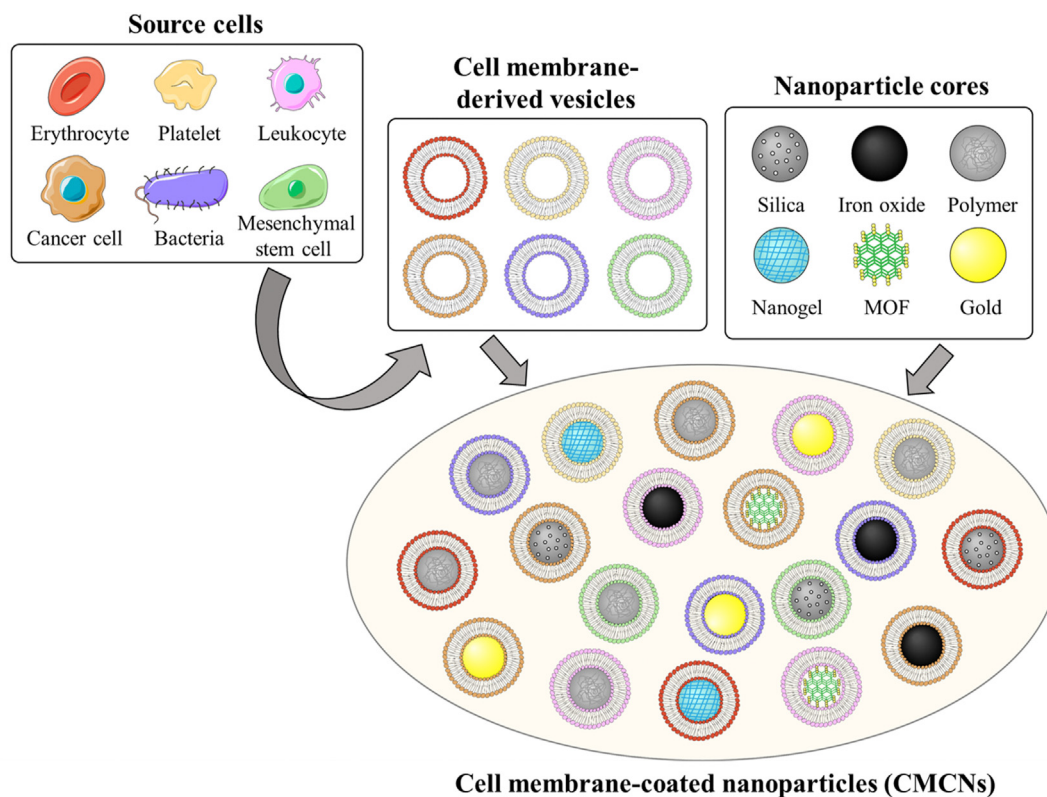 Source cells
Erythrocyte
Platelet
Leukocyte
Cancer cell
Bacteria
Mesenchymal
stem cell
Cell membrane-
derived vesicles
Nanoparticle cores
Silica
Iron oxide
Polymer
Nanogel
MOF
Gold
Cell membrane-coated nanoparticles (CMCNs)